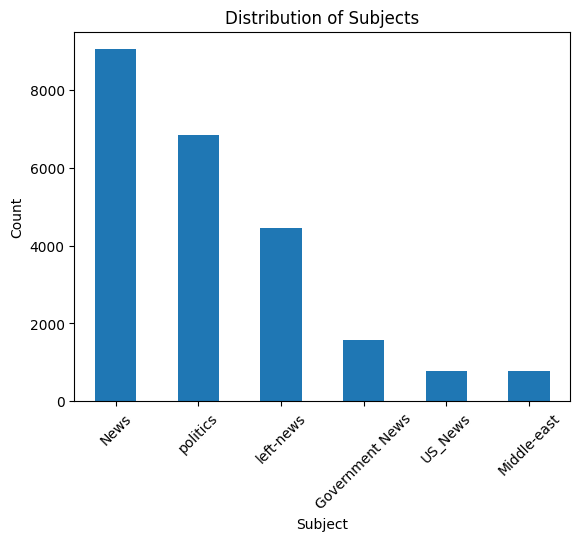 Distribution of Subjects
Count
8000
6000
4000
2000
0
News
politics
left-news
Government News
US_News
Middle-east
Subject